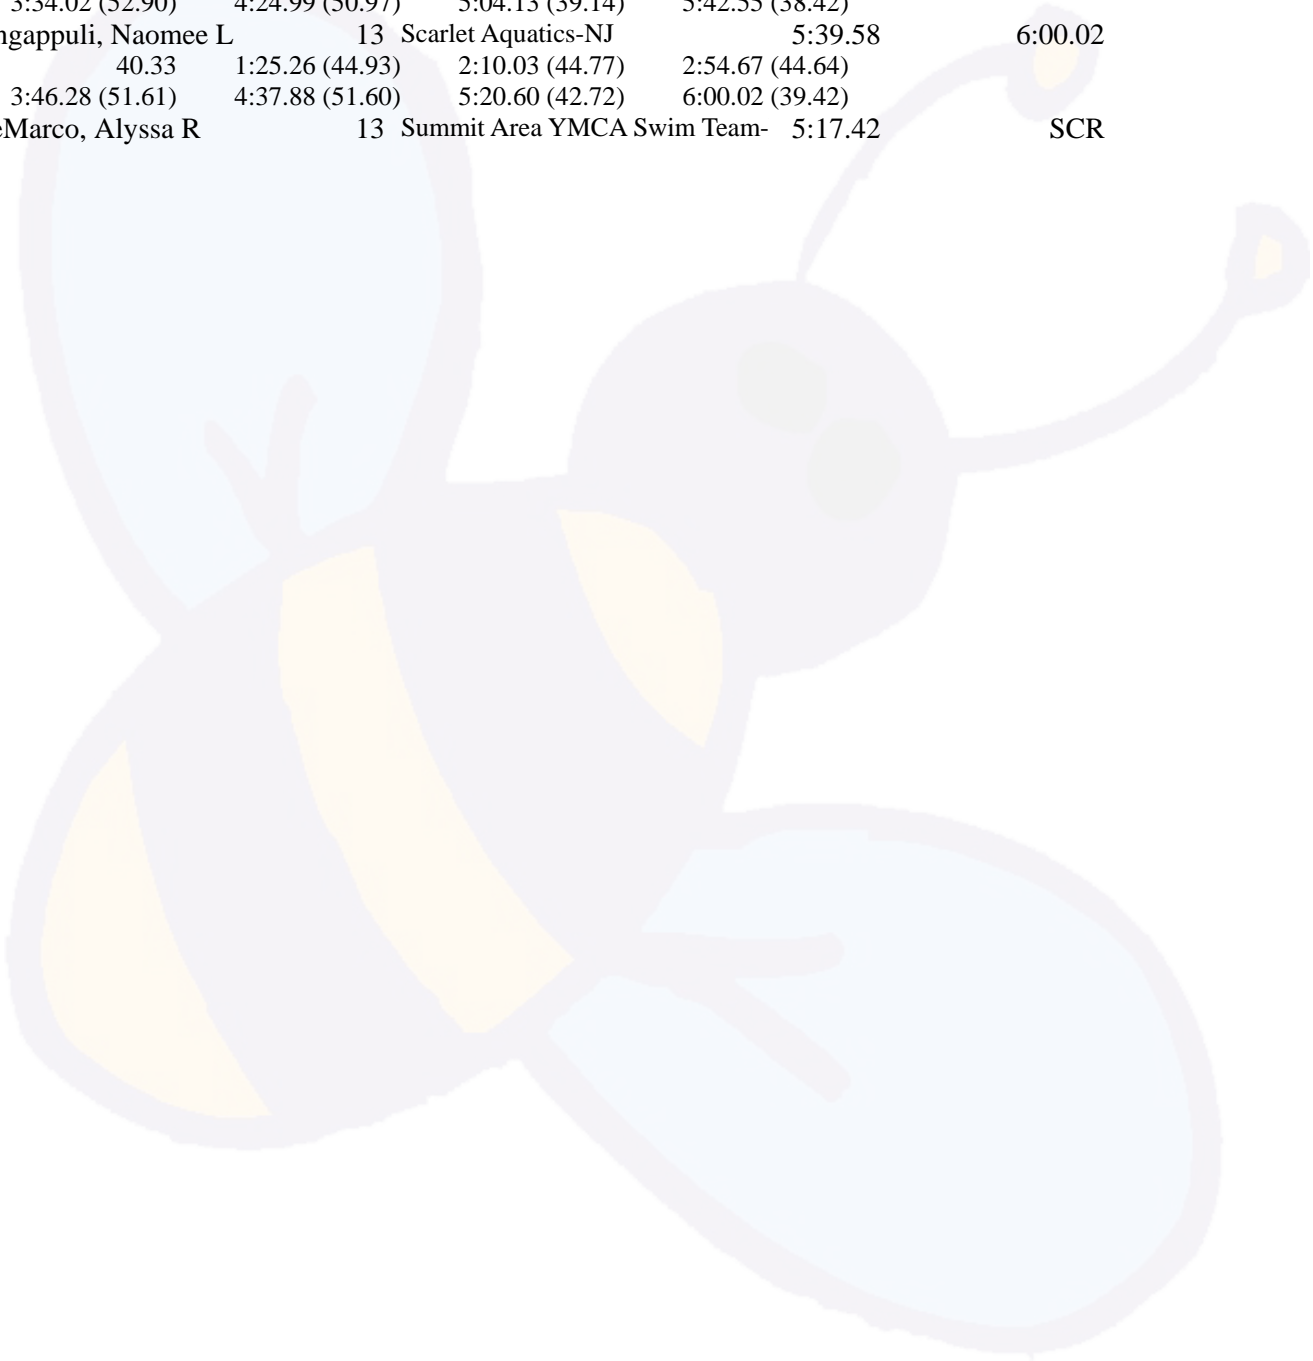 3:34.02 (52.90) 4:24.99 (50.97) 5:04.13 (39.14) 5:42.55 (38.42)
ngappuli, Naomee L 13 Scarlet Aquatics-NJ 5:39.58 6:00.02
40.33 1:25.26 (44.93) 2:10.03 (44.77) 2:54.67 (44.64)
3:46.28 (51.61) 4:37.88 (51.60) 5:20.60 (42.72) 6:00.02 (39.42)
eMarco, Alyssa R 13 Summit Area YMCA Swim Team- 5:17.42 SCR